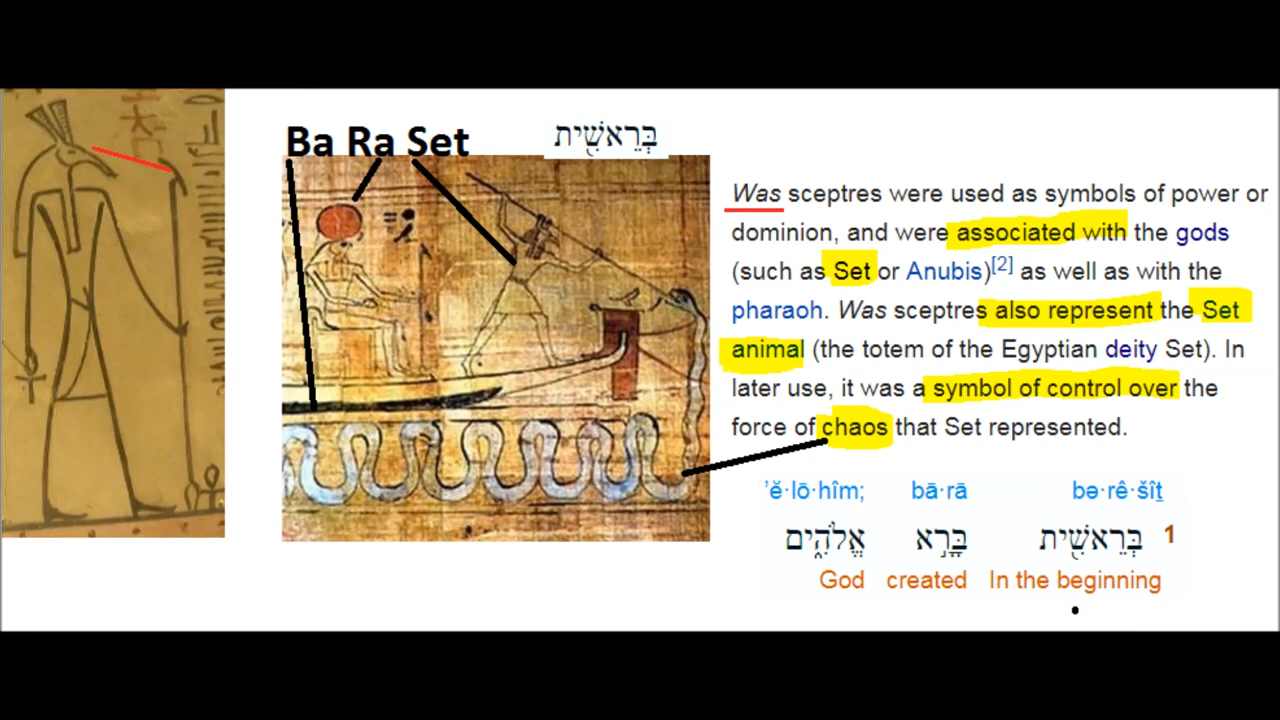 Ba Ra Set
בְּרֵאשִׁ֖ית
Was sceptres were used as symbols of power or
dominion, and were associated with the gods
(such as Set or Anubis)[2] as well as with the
pharaoh. Was sceptres also represent the Set
animal (the totem of the Egyptian deity Set). In
later use, it was a symbol of control over the
force of chaos that Set represented.
’ĕ·lō·hîm; bā·rā bə·rê·šîṯ
1 בְּרֵאשִׁ֖ית בָּרָ֣א אֱלֹהִ֑ים
God created In the beginning